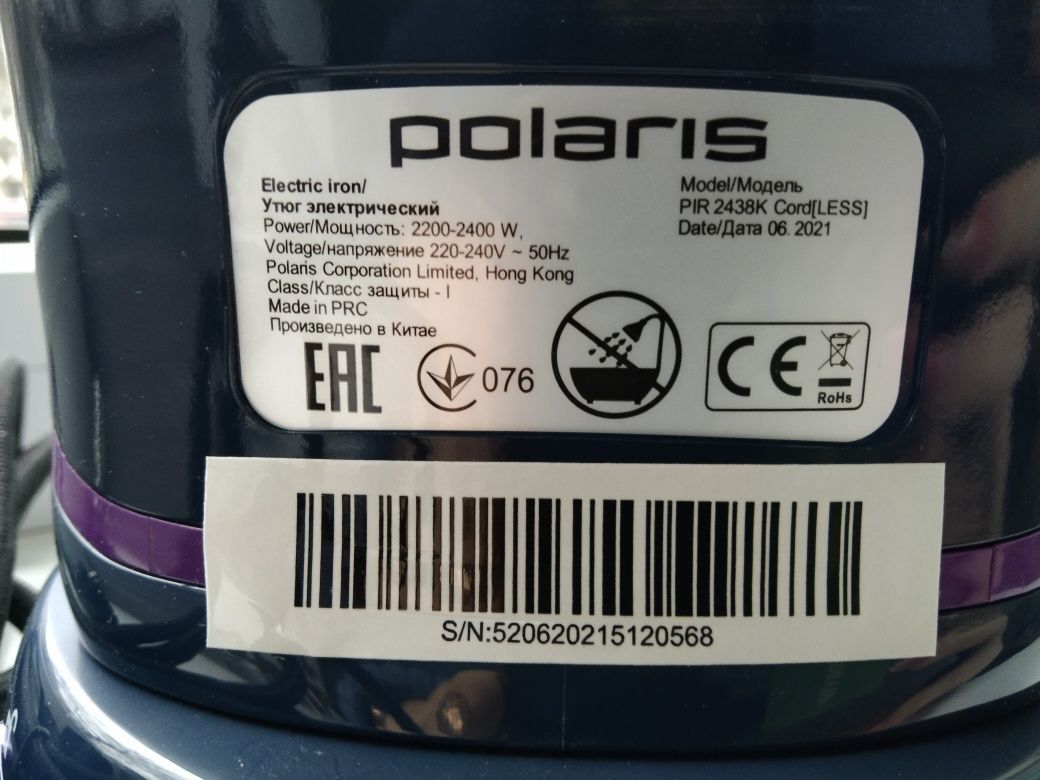 polaris
Electric iron/
Утюг электрический
Power/Мощность: 2200-2400 W,
Voltage/напряжение 220-240V ~ 50Hz
Polaris Corporation Limited, Hong Kong
Class/Класс защиты - I
Made in PRC
Произведено в Китае
Model/Модель
PIR 2438K Cord[LESS]
Date/Дата 06. 2021
EAC
076
CE
RoHs
S/N:520620215120568